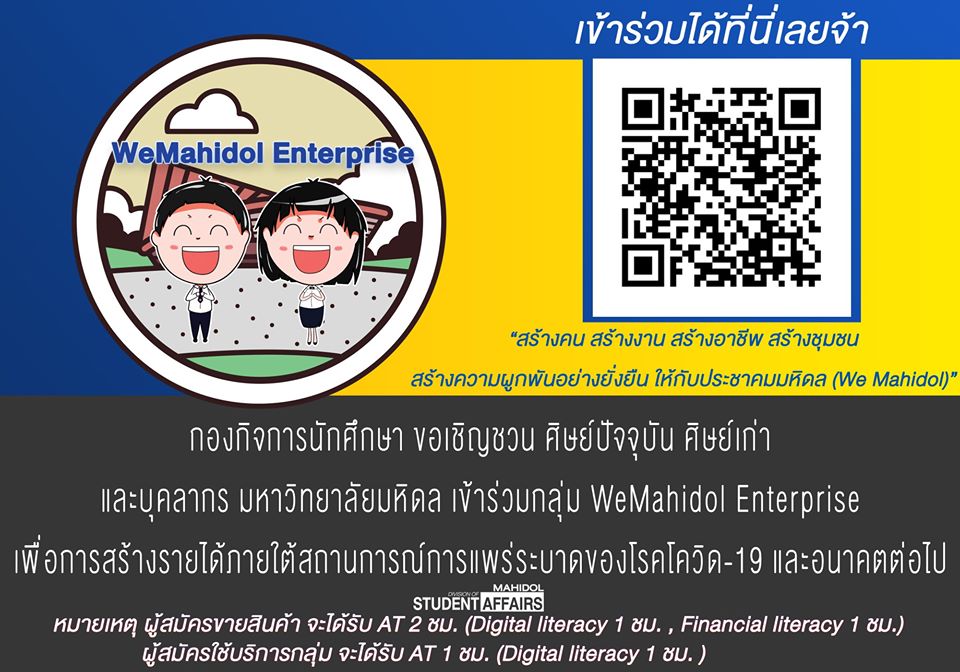 เข้าร่วมได้ที่นี่เลยจ้า
WeMahidol Enterprise
“สร้างคน สร้างงาน สร้างอาชีพ สร้างชุมชน
สร้างความผูกพันอย่างยั่งยืน ให้กับประชาคมมหิดล (We Mahidol)”
กองกิจการนักศึกษา ขอเชิญชวน ศิษย์ปัจจุบัน ศิษย์เก่า
และบุคลากร มหาวิทยาลัยมหิดล เข้าร่วมกลุ่ม WeMahidol Enterprise
เพื่อการสร้างรายได้ภายใต้สถานการณ์การแพร่ระบาดของโรคโควิด-19 และอนาคตต่อไป
DIVISION OF MAHIDOL
STUDENT AFFAIRS
หมายเหตุ ผู้สมัครขายสินค้า จะได้รับ AT 2 ชม. (Digital literacy 1 ชม. , Financial literacy 1 ชม.)
ผู้สมัครใช้บริการกลุ่ม จะได้รับ AT 1 ชม. (Digital literacy 1 ชม. )